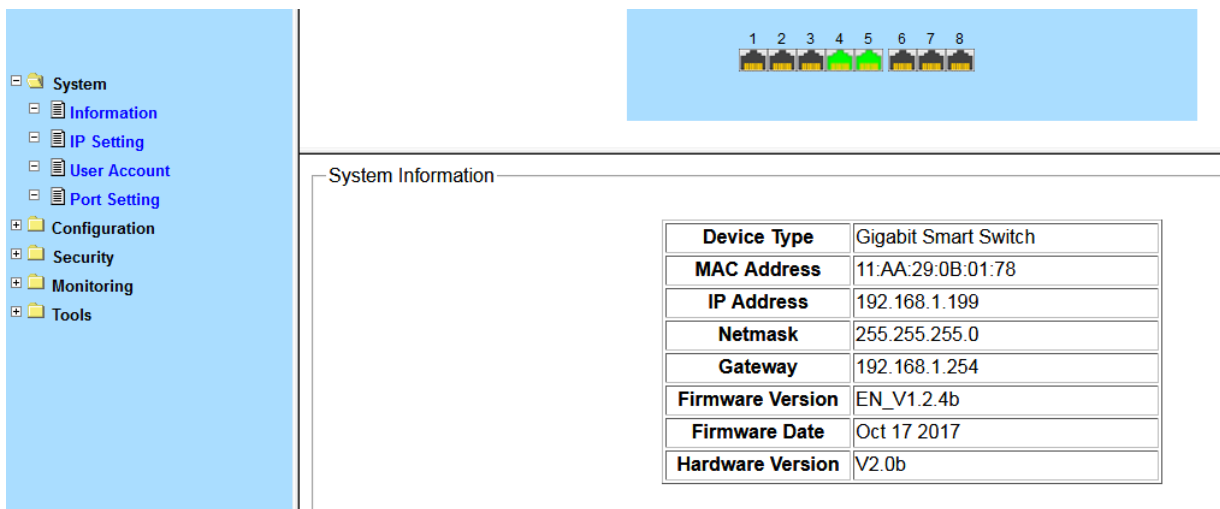 System
Information
IP Setting
User Account
Port Setting
Configuration
Security
Monitoring
Tools
1 2 3 4 5 6 7 8
System Information
Device Type Gigabit Smart Switch
MAC Address 11:AA:29:0B:01:78
IP Address 192.168.1.199
Netmask 255.255.255.0
Gateway 192.168.1.254
Firmware Version EN_V1.2.4b
Firmware Date Oct 17 2017
Hardware Version V2.0b